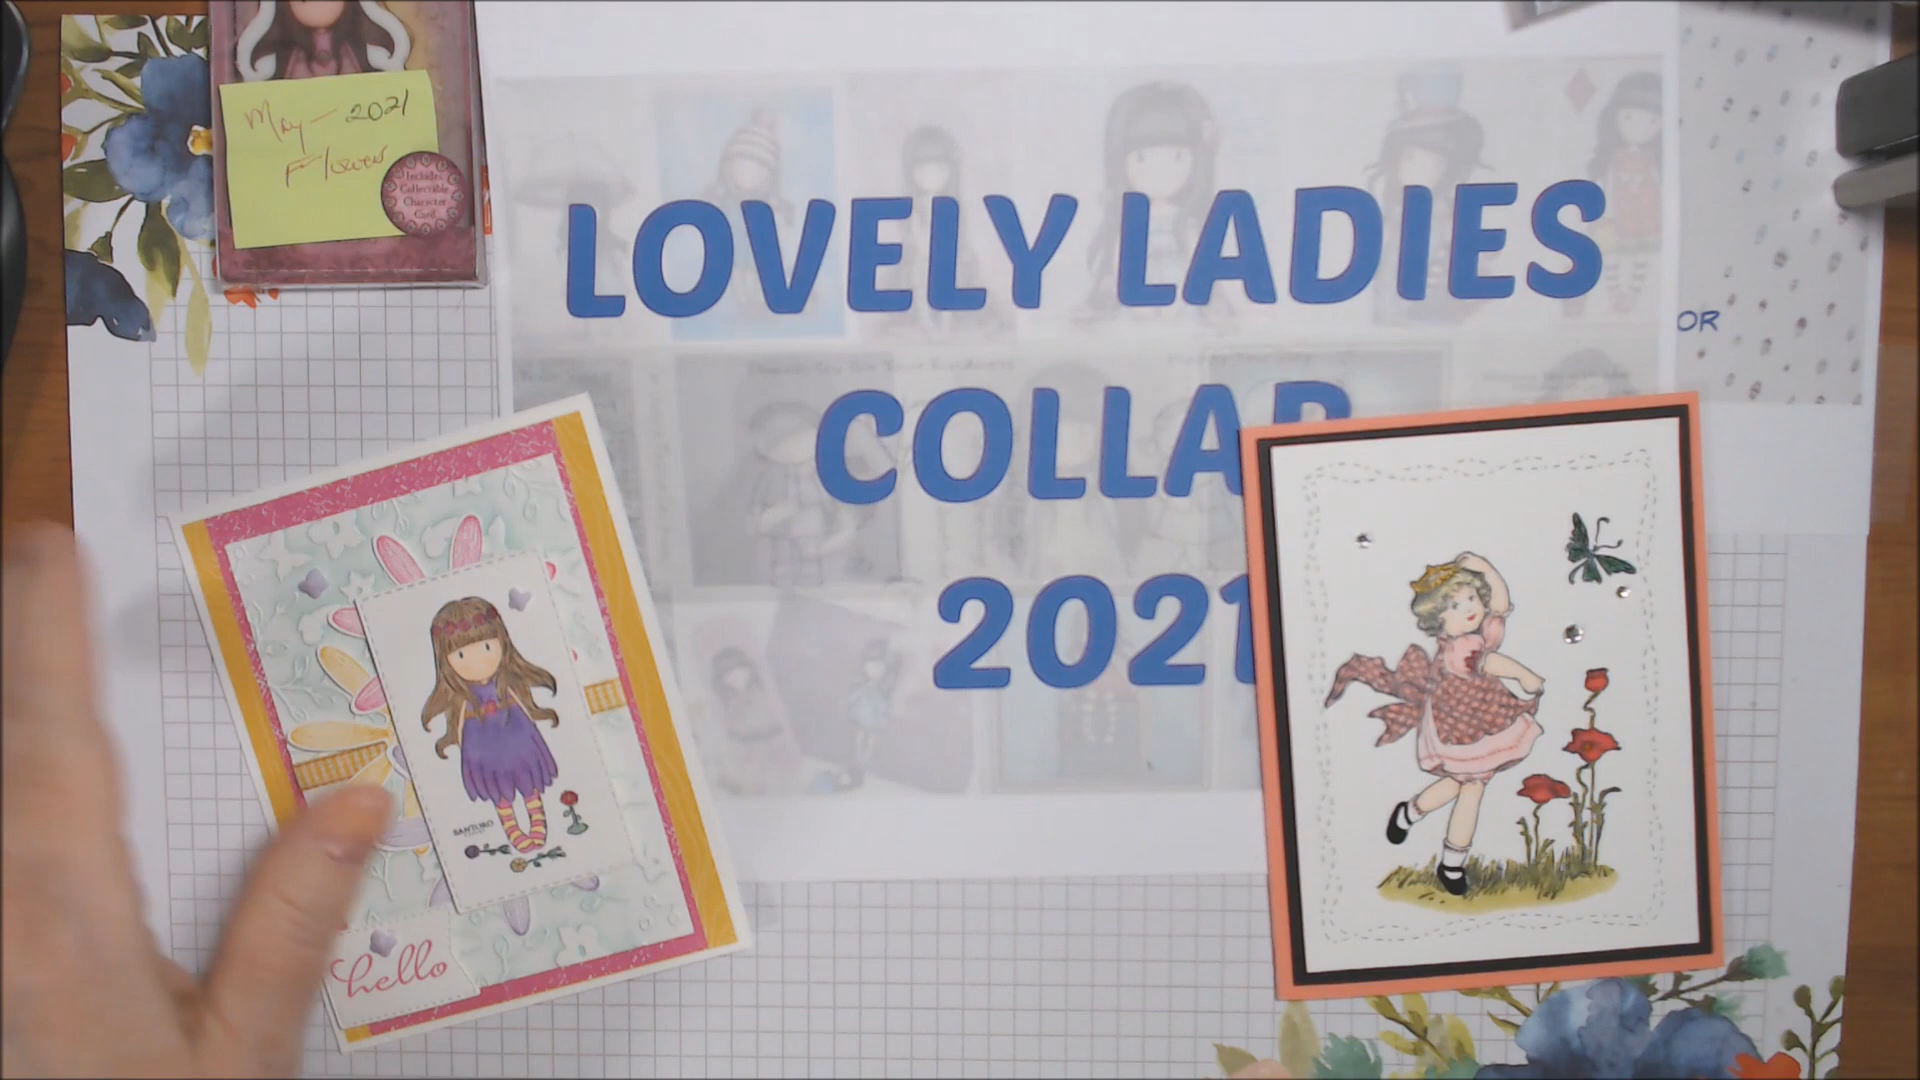 May - 2021
Flower
Includes
Collectible
Character
Card
LOVELY LADIES
OR
COLLAB
2021
SANTORO
hello